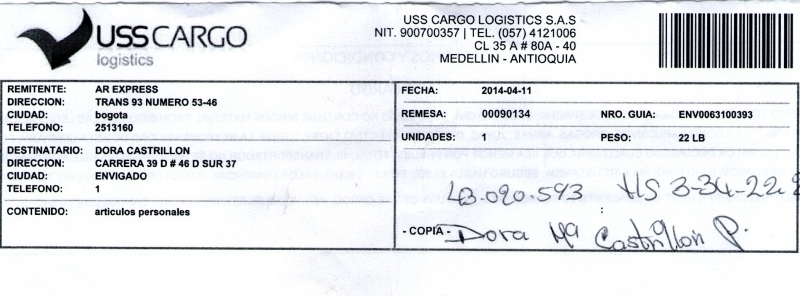 USS CARGO
logistics
USS CARGO LOGISTICS S.A.S
NIT. 900700357 | TEL. (057) 4121006
CL 35 A # 80A - 40
MEDELLIN - ANTIOQUIA
REMITENTE: AR EXPRESS
DIRECCION: TRANS 93 NUMERO 53-46
CIUDAD: bogota
TELEFONO: 2513160
DESTINATARIO: DORA CASTRILLON
DIRECCION: CARRERA 39 D # 46 D SUR 37
CIUDAD: ENVIGADO
TELEFONO: 1
CONTENIDO: articulos personales
FECHA: 2014-04-11
REMESA: 00090134 NRO. GUIA: ENV0063100393
UNIDADES: 1 PESO: 22 LB
43.020.593 HS 3-34-22
:
- COPIA - Dora Mª Castrillon P.